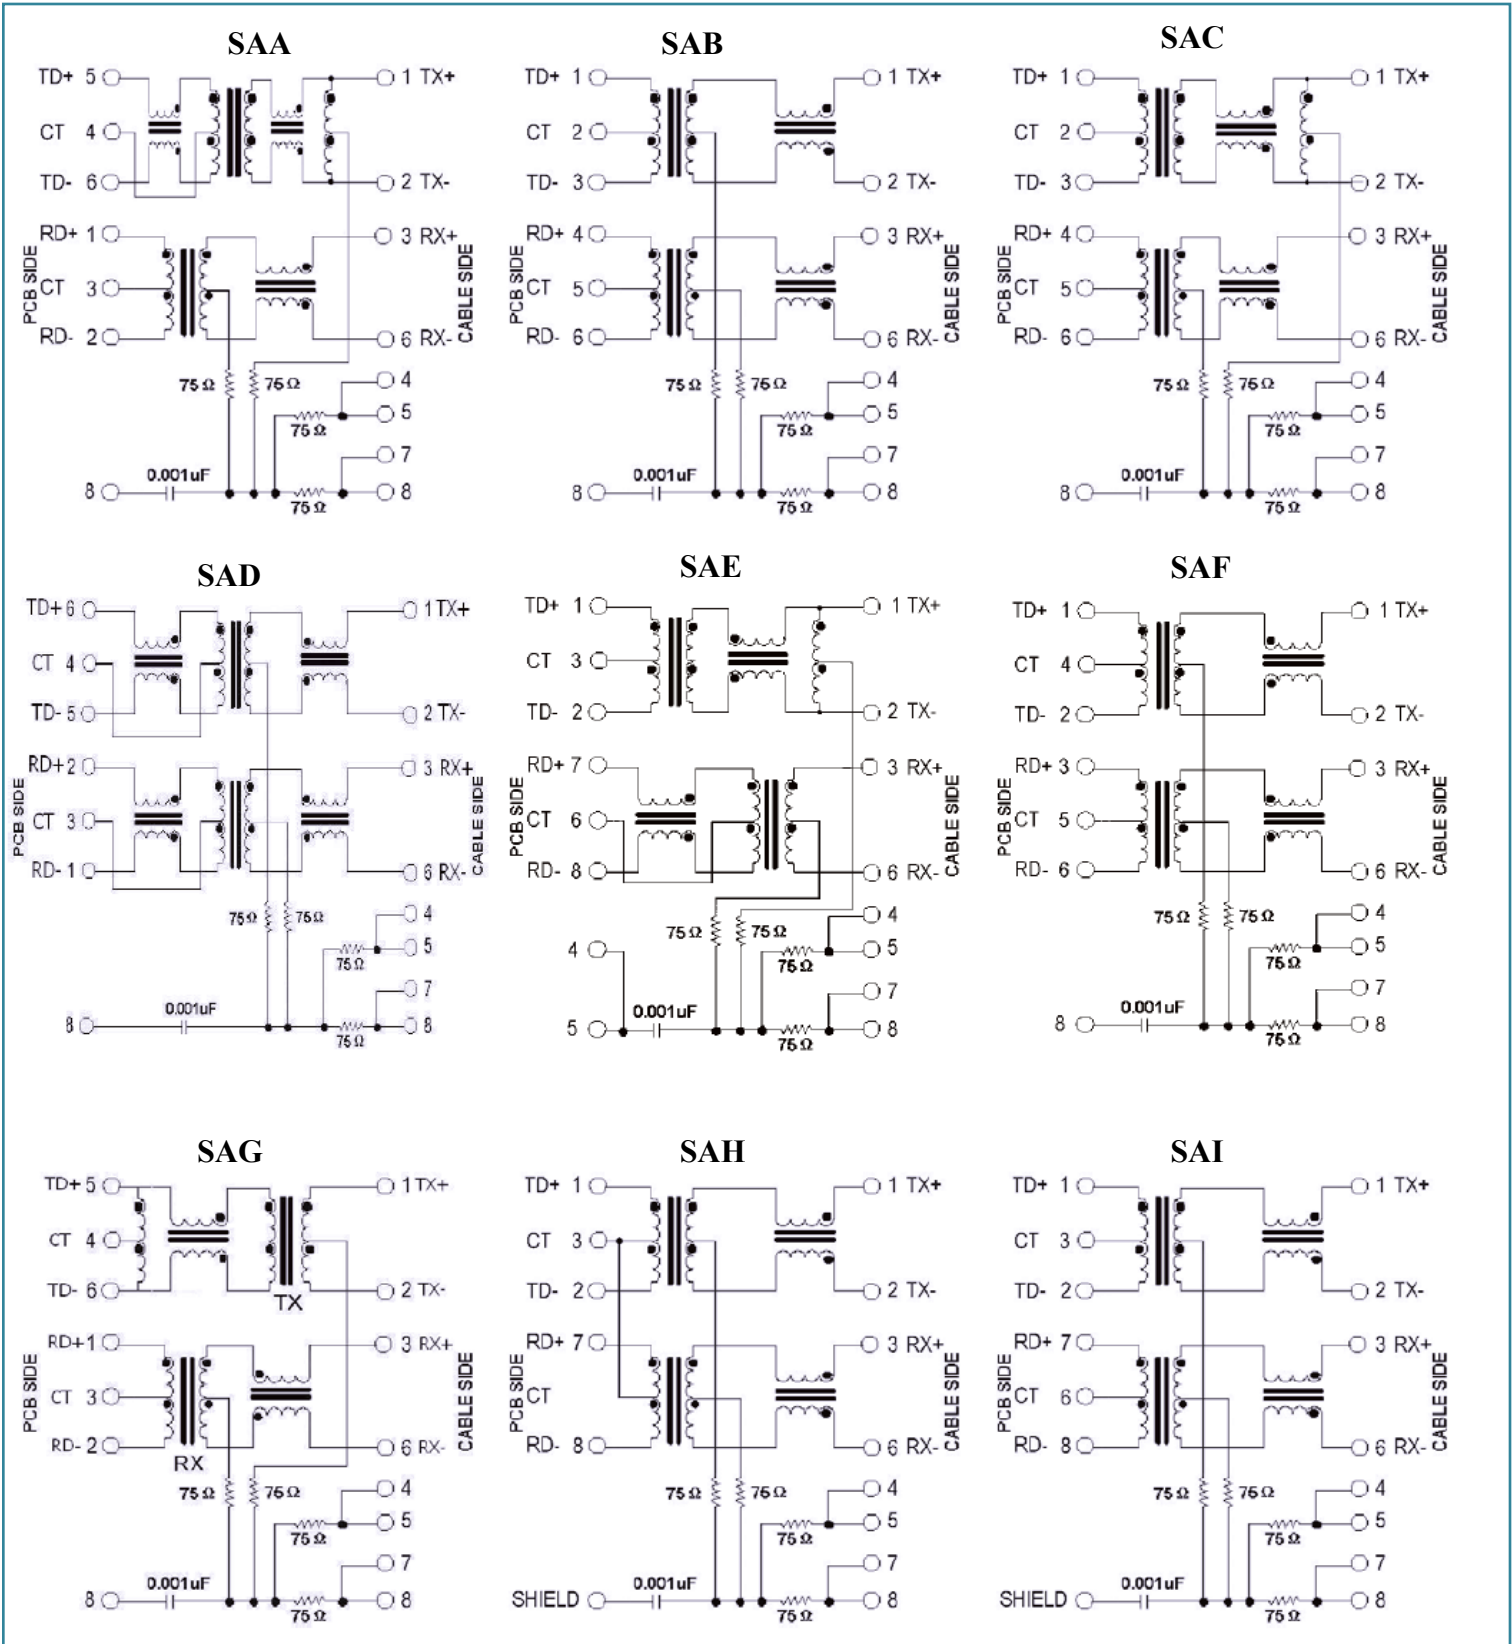 SAA
TD+ 5 1 TX+
CT 4
TD- 6 2 TX-
RD+ 1 3 RX+
PCB SIDE
CT 3
CABLE SIDE
RD- 2 6 RX-
75 Ω 76 Ω 4
5
75 Ω
7
0.001uF
8 8
75 Ω
SAB
TD+ 1 1 TX+
CT 2
TD- 3 2 TX-
RD+ 4 3 RX+
PCB SIDE
CT 5
CABLE SIDE
RD- 6 6 RX-
75 Ω 76 Ω 4
5
75 Ω
7
0.001uF
8 8
75 Ω
SAC
TD+ 1 1 TX+
CT 2
TD- 3 2 TX-
RD+ 4 3 RX+
PCB SIDE
CT 5
CABLE SIDE
RD- 6 6 RX-
75 Ω 76 Ω 4
5
75 Ω
7
0.001uF
8 8
75 Ω
SAD
TD+ 6 1 TX+
CT 4
TD- 5 2 TX-
RD+ 2 3 RX+
PCB SIDE
CT 3
CABLE SIDE
RD- 1 6 RX-
75 Ω 75 Ω 4
5
75 Ω
7
0.001uF
8 8
75 Ω
SAE
TD+ 1 1 TX+
CT 3
TD- 2 2 TX-
RD+ 7 3 RX+
PCB SIDE
CT 6
CABLE SIDE
RD- 8 6 RX-
75 Ω 75 Ω 4
4 5
75 Ω
7
0.001uF
5 8
75 Ω
SAF
TD+ 1 1 TX+
CT 4
TD- 2 2 TX-
RD+ 3 3 RX+
PCB SIDE
CT 5
CABLE SIDE
RD- 6 6 RX-
75 Ω 75 Ω 4
5
75 Ω
7
0.001uF
8 8
75 Ω
SAG
TD+ 5 1 TX+
CT 4
TD- 6 2 TX-
TX
RD+ 1 3 RX+
PCB SIDE
CT 3
CABLE SIDE
RD- 2 6 RX-
RX
75 Ω 76 Ω 4
5
75 Ω
7
0.001uF
8 8
75 Ω
SAH
TD+ 1 1 TX+
CT 3
TD- 2 2 TX-
RD+ 7 3 RX+
PCB SIDE
CT
CABLE SIDE
RD- 8 6 RX-
75 Ω 76 Ω 4
5
75 Ω
7
0.001uF
SHIELD 8
75 Ω
SAI
TD+ 1 1 TX+
CT 3
TD- 2 2 TX-
RD+ 7 3 RX+
PCB SIDE
CT 6
CABLE SIDE
RD- 8 6 RX-
75 Ω 76 Ω 4
5
75 Ω
7
0.001uF
SHIELD 8
75 Ω